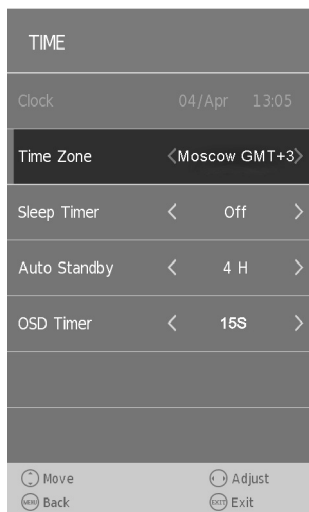 TIME
Clock 04/Apr 13:05
Time Zone Moscow GMT+3
Sleep Timer Off
Auto Standby 4 H
OSD Timer 15S
Move Adjust
MENU Back EXIT Exit